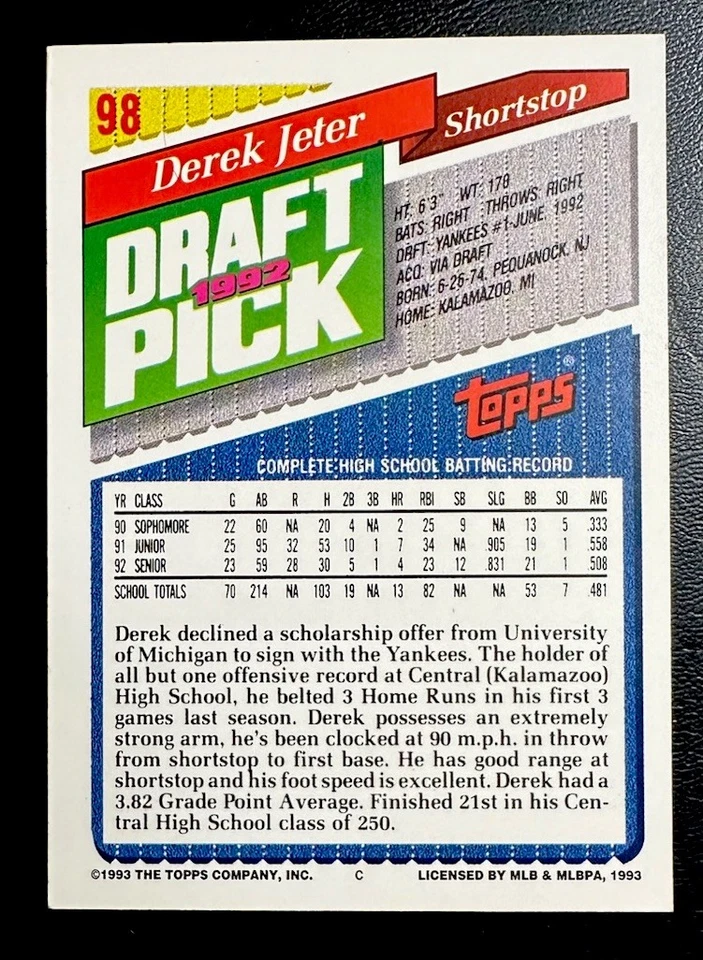 98
Derek Jeter
Shortstop
DRAFT
1992
PICK
HT: 6'3" WT: 178
BATS: RIGHT THROWS: RIGHT
DRFT: YANKEES #1-JUNE, 1992
ACQ: VIA DRAFT
BORN: 6-26-74, PEQUANOCK, NJ
HOME: KALAMAZOO, MI
TOPPS®
COMPLETE HIGH SCHOOL BATTING RECORD
YR CLASS G AB R H 2B 3B HR RBI SB SLG BB SO AVG
90 SOPHOMORE 22 60 NA 20 4 NA 2 25 9 NA 13 5 .333
91 JUNIOR 25 95 32 53 10 1 7 34 NA .905 19 1 .558
92 SENIOR 23 59 28 30 5 1 4 23 12 .831 21 1 .508
SCHOOL TOTALS 70 214 NA 103 19 NA 13 82 NA NA 53 7 .481
Derek declined a scholarship offer from University
of Michigan to sign with the Yankees. The holder of
all but one offensive record at Central (Kalamazoo)
High School, he belted 3 Home Runs in his first 3
games last season. Derek possesses an extremely
strong arm, he's been clocked at 90 m.p.h. in throw
from shortstop to first base. He has good range at
shortstop and his foot speed is excellent. Derek had a
3.82 Grade Point Average. Finished 21st in his Cen-
tral High School class of 250.
©1993 THE TOPPS COMPANY, INC. C LICENSED BY MLB & MLBPA, 1993